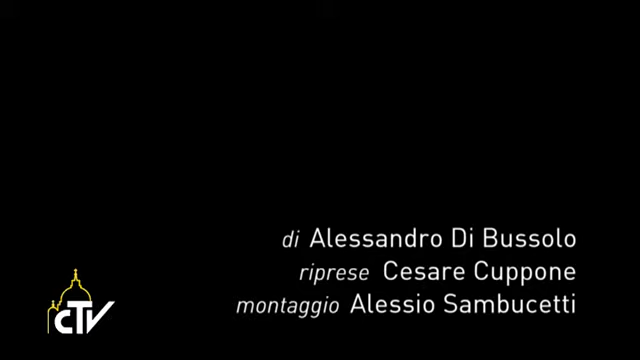 di Alessandro Di Bussolo
riprese Cesare Cuppone
montaggio Alessio Sambucetti
CTV